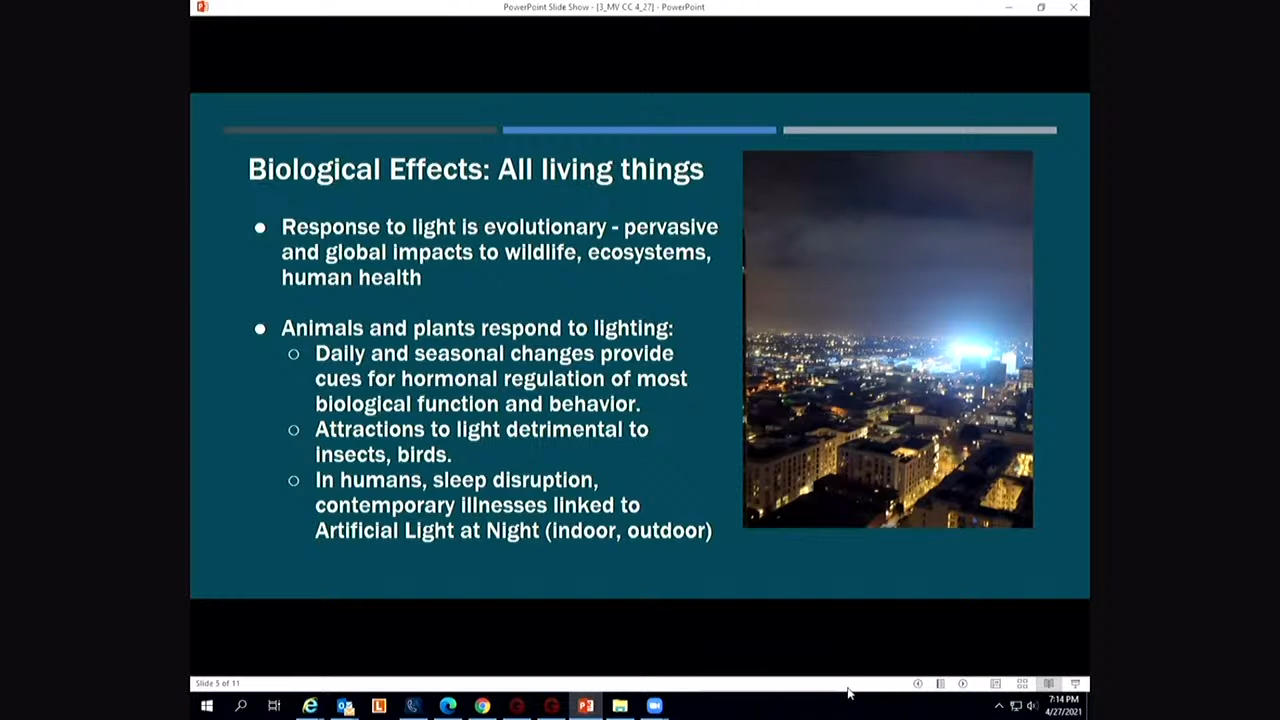 PowerPoint Slide Show - [3_MV CC 4_27] - PowerPoint
Biological Effects: All living things
● Response to light is evolutionary - pervasive
and global impacts to wildlife, ecosystems,
human health
● Animals and plants respond to lighting:
○ Daily and seasonal changes provide
cues for hormonal regulation of most
biological function and behavior.
○ Attractions to light detrimental to
insects, birds.
○ In humans, sleep disruption,
contemporary illnesses linked to
Artificial Light at Night (indoor, outdoor)
Slide 5 of 11
7:14 PM
4/27/2021